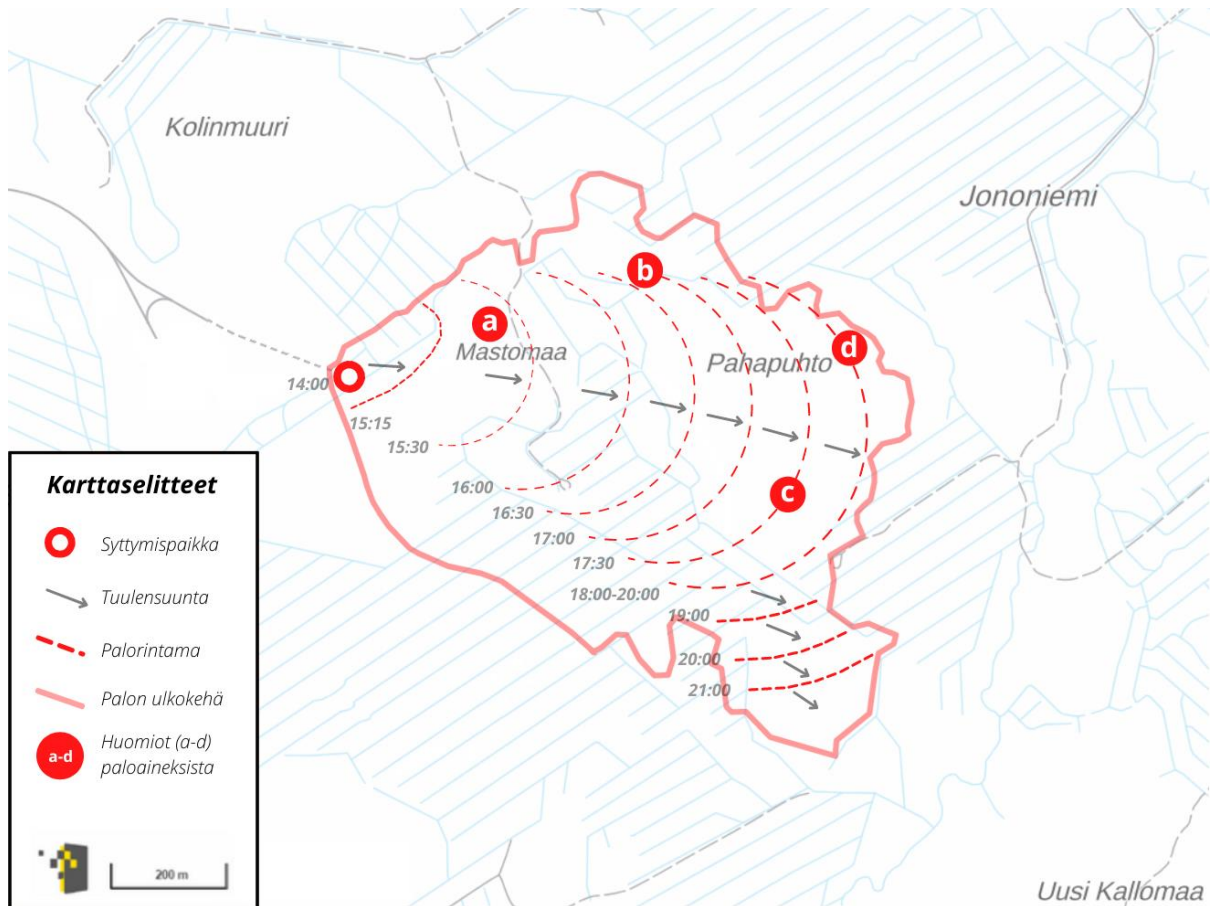 Kolinmuuri
Jononiemi
b
a
Mastomaa
d
Pahapuhto
14:00
15:15
15:30
c
16:00
16:30
17:00
17:30
18:00-20:00
19:00
20:00
21:00
Karttaselitteet
Syttymispaikka
Tuulensuunta
Palorintama
Palon ulkokehä
a-d
Huomiot (a-d)
paloaineksista
200 m
Uusi Kallomaa